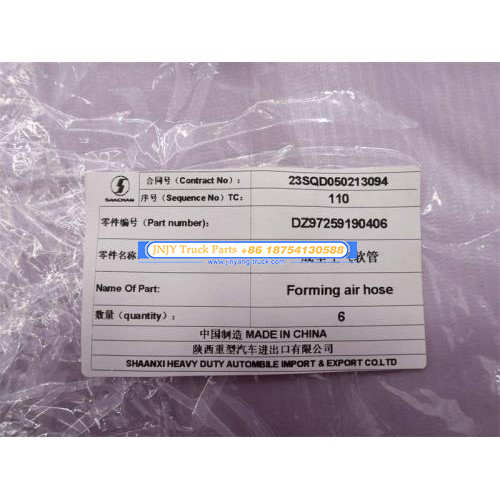 SHACMAN
合同号（Contract No）: 23SQD050213094
序号（Sequence No）TC: 110
零件编号（Part number）: DZ97259190406
零件名称
JNJY Truck Parts +86 18754130588
www.jinyang-truck.com
软管
Name Of Part: Forming air hose
数量（quantity）: 6
中国制造 MADE IN CHINA
陕西重型汽车进出口有限公司
SHAANXI HEAVY DUTY AUTOMBILE IMPORT & EXPORT CO.LTD